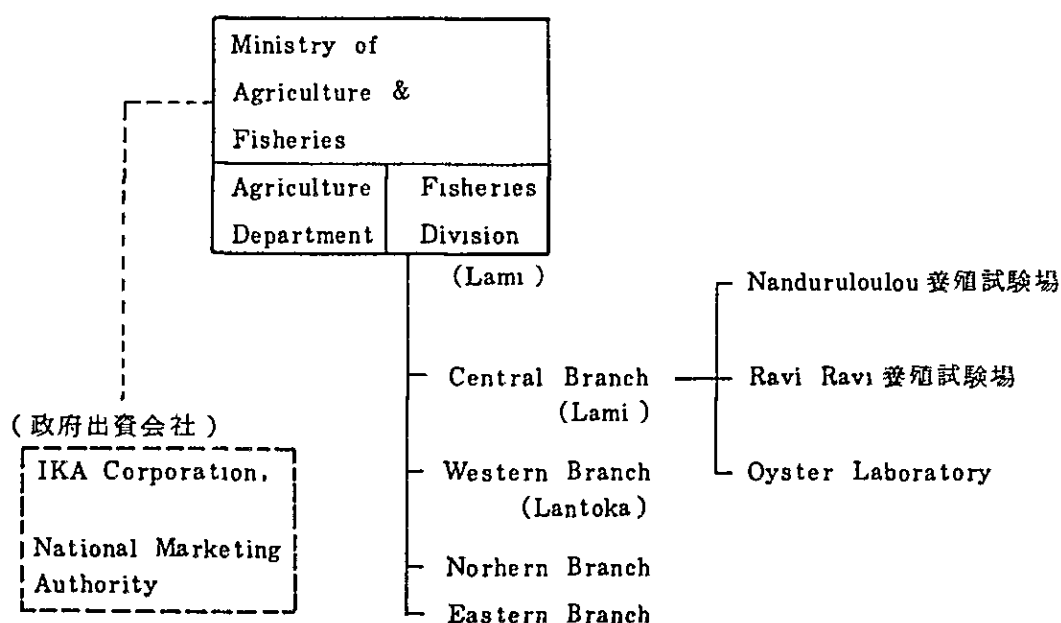 Ministry of
Agriculture &
Fisheries
Agriculture
Department
Fisheries
Division
(Lami)
Central Branch
(Lami)
Western Branch
(Lantoka)
Norhern Branch
Eastern Branch
Nanduruloulou 養殖試験場
Ravi Ravi 養殖試験場
Oyster Laboratory
(政府出資会社)
IKA Corporation,
National Marketing
Authority